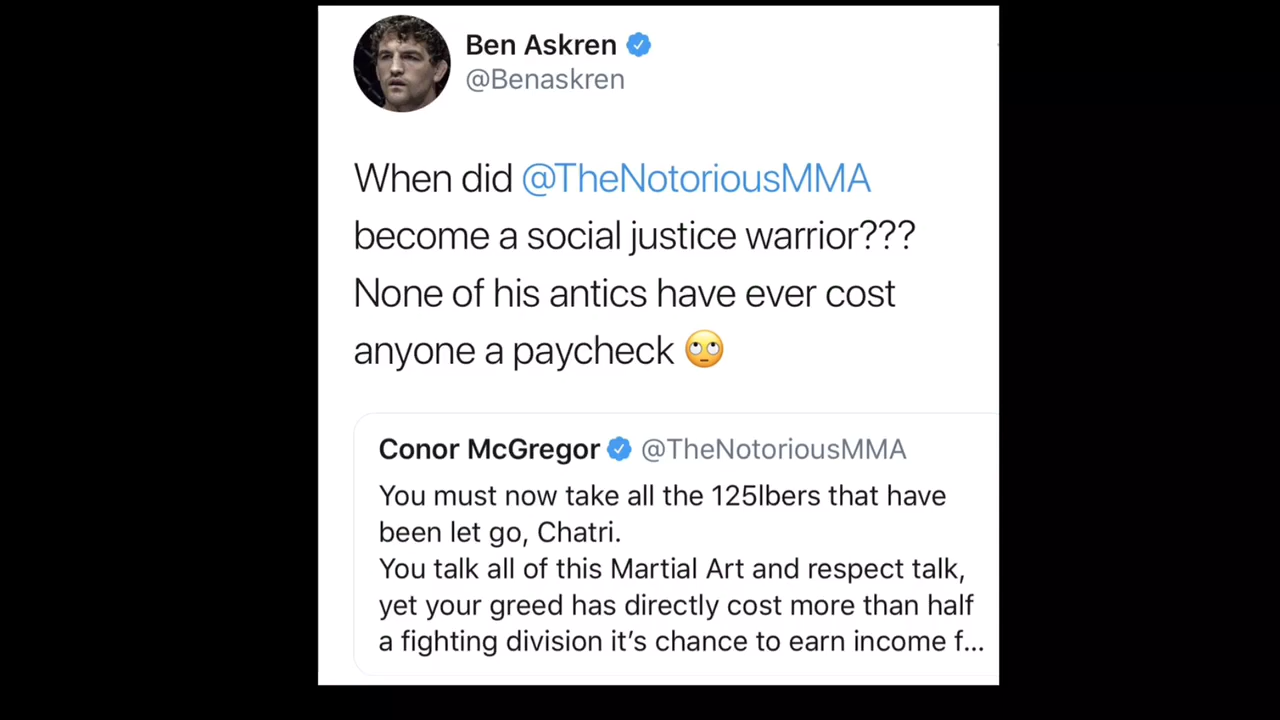 Ben Askren
@Benaskren
When did @TheNotoriousMMA
become a social justice warrior???
None of his antics have ever cost
anyone a paycheck 🙄
Conor McGregor @TheNotoriousMMA
You must now take all the 125lbers that have
been let go, Chatri.
You talk all of this Martial Art and respect talk,
yet your greed has directly cost more than half
a fighting division it's chance to earn income f...